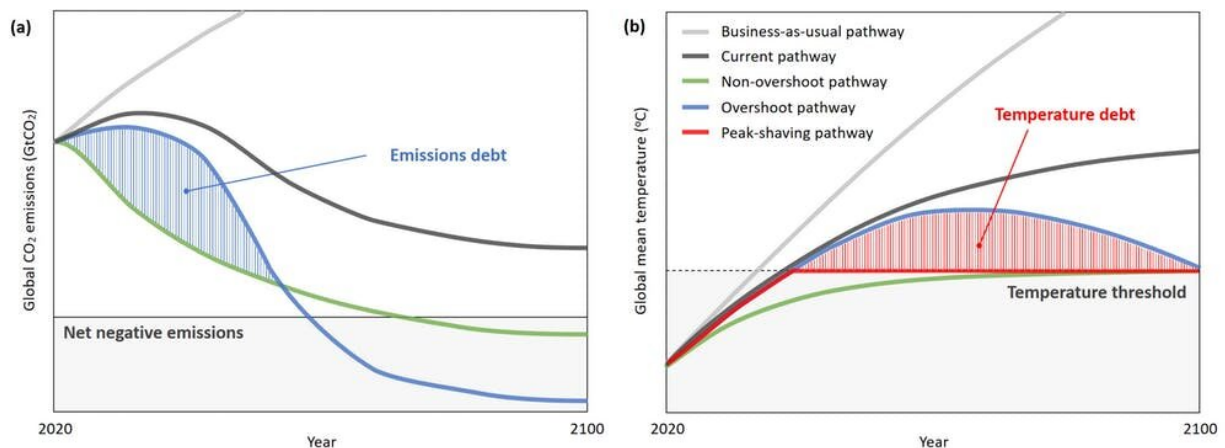 (a)
Global CO₂ emissions (GtCO₂)
Emissions debt
Net negative emissions
2020
Year
2100
(b)
Global mean temperature (°C)
Business-as-usual pathway
Current pathway
Non-overshoot pathway
Overshoot pathway
Peak-shaving pathway
Temperature debt
Temperature threshold
2020
Year
2100